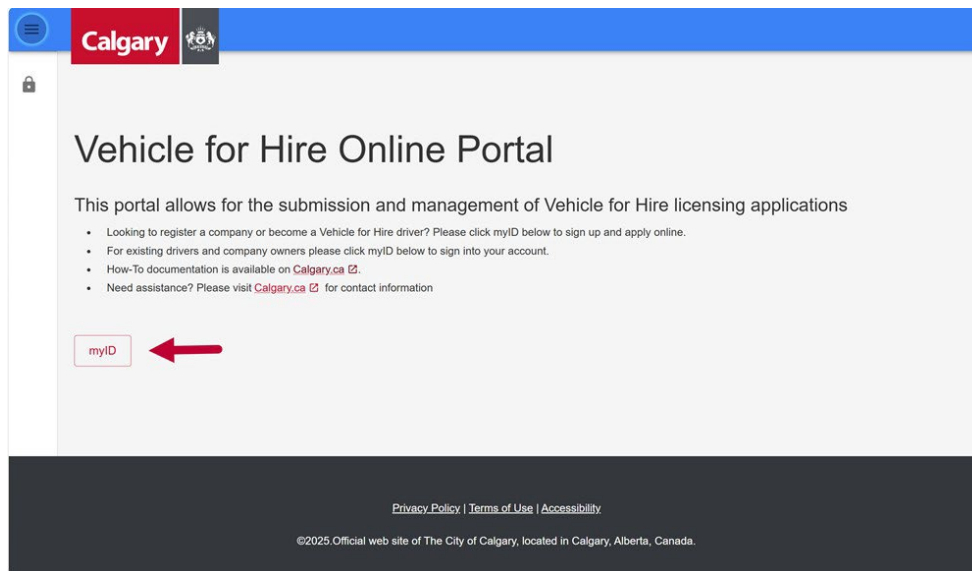 Calgary
Vehicle for Hire Online Portal
This portal allows for the submission and management of Vehicle for Hire licensing applications
Looking to register a company or become a Vehicle for Hire driver? Please click myID below to sign up and apply online.
For existing drivers and company owners please click myID below to sign into your account.
How-To documentation is available on Calgary.ca.
Need assistance? Please visit Calgary.ca for contact information
myID
Privacy Policy | Terms of Use | Accessibility
©2025.Official web site of The City of Calgary, located in Calgary, Alberta, Canada.